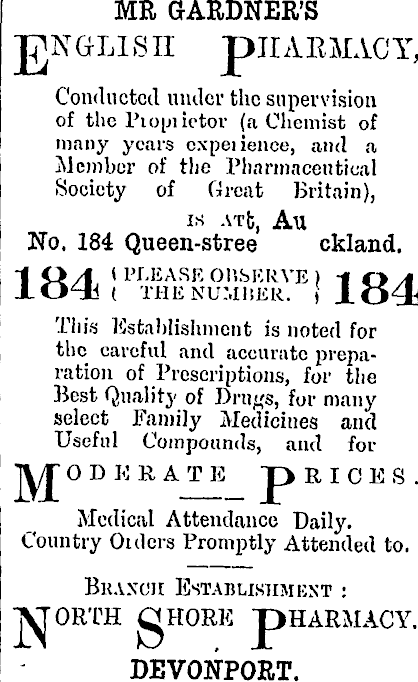 MR GARDNER'S
ENGLISH PHARMACY,
Conducted under the supervision
of the Proprietor (a Chemist of
many years experience, and a
Member of the Pharmaceutical
Society of Great Britain),
IS AT
No. 184 Queen-street, Auckland.
184 (PLEASE OBSERVE THE NUMBER.) 184
This Establishment is noted for
the careful and accurate prepa-
ration of Prescriptions, for the
Best Quality of Drugs, for many
select Family Medicines and
Useful Compounds, and for
MODERATE PRICES.
Medical Attendance Daily.
Country Orders Promptly Attended to.
BRANCH ESTABLISHMENT :
NORTH SHORE PHARMACY.
DEVONPORT.